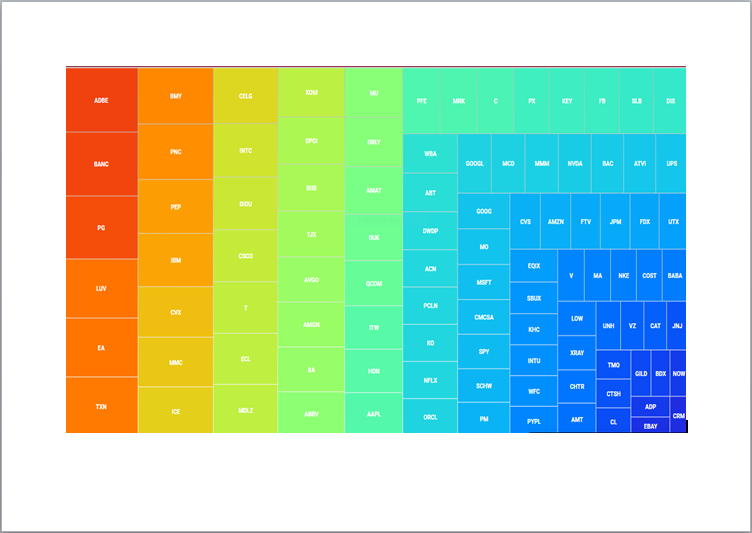 ADBE
BANC
PG
LUV
EA
TXN
BMY
PNC
PEP
IBM
CVX
MMC
ICE
CELG
INTC
BIDU
CSCO
T
ECL
MDLZ
XOM
SPGI
TJX
AVGO
AMGN
BA
ABBV
MU
ORLY
AMAT
DUE
QCOM
ITW
HON
AAPL
PFE
MRK
C
PX
KEY
FB
SLB
DIS
WBA
ABT
DWDP
ACN
PCLN
KO
NFLX
ORCL
GOOGL
MCD
MMM
NVDA
BAC
ATVI
UPS
GOOG
MO
MSFT
CMCSA
SPY
SCHW
PM
CVS
AMZN
FTV
JPM
FDX
UTX
EQIX
SBUX
KHC
INTU
WFC
PYPL
V
MA
NKE
COST
BABA
LOW
XRAY
CHTR
AMT
UNH
VZ
CAT
JNJ
TMO
CTSH
CL
GILD
BDX
NOW
ADP
EBAY
CRM